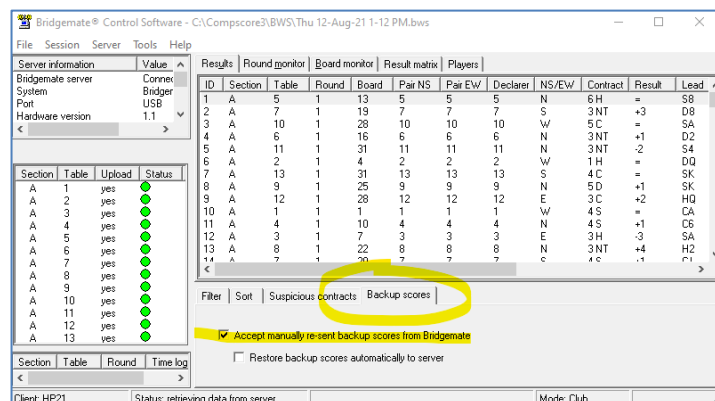 Bridgemate® Control Software - C:\Compscore3\BWS\Thu 12-Aug-21 1-12 PM.bws
File Session Server Tools Help
Server information Value
Bridgemate server Connec
System Bridger
Port USB
Hardware version 1.1
Section Table Upload Status
A 1 yes
A 2 yes
A 3 yes
A 4 yes
A 5 yes
A 6 yes
A 7 yes
A 8 yes
A 9 yes
A 10 yes
A 11 yes
A 12 yes
A 13 yes
Section Table Round Time log
Results Round monitor Board monitor Result matrix Players
ID Section Table Round Board Pair NS Pair EW Declarer NS/EW Contract Result Lead
1 A 5 1 13 5 5 5 N 6 H = S8
2 A 7 1 19 7 7 7 S 3 NT +3 D8
3 A 10 1 28 10 10 10 W 5 C = SA
4 A 6 1 16 6 6 6 N 3 NT +1 D2
5 A 11 1 31 11 11 11 N 3 NT -2 S4
6 A 2 1 4 2 2 2 W 1 H = DQ
7 A 13 1 31 13 13 13 S 4 C = SK
8 A 9 1 25 9 9 9 N 5 D +1 SK
9 A 12 1 28 12 12 12 E 3 C +2 HQ
10 A 1 1 1 1 1 1 W 4 S = CA
11 A 4 1 10 4 4 4 N 4 S +1 C6
12 A 3 1 7 3 3 3 E 3 H -3 SA
13 A 8 1 22 8 8 8 N 3 NT +4 H2
Filter Sort Suspicious contracts Backup scores
Accept manually re-sent backup scores from Bridgemate
Restore backup scores automatically to server
Client: HP21 Status: retrieving data from server Mode: Club